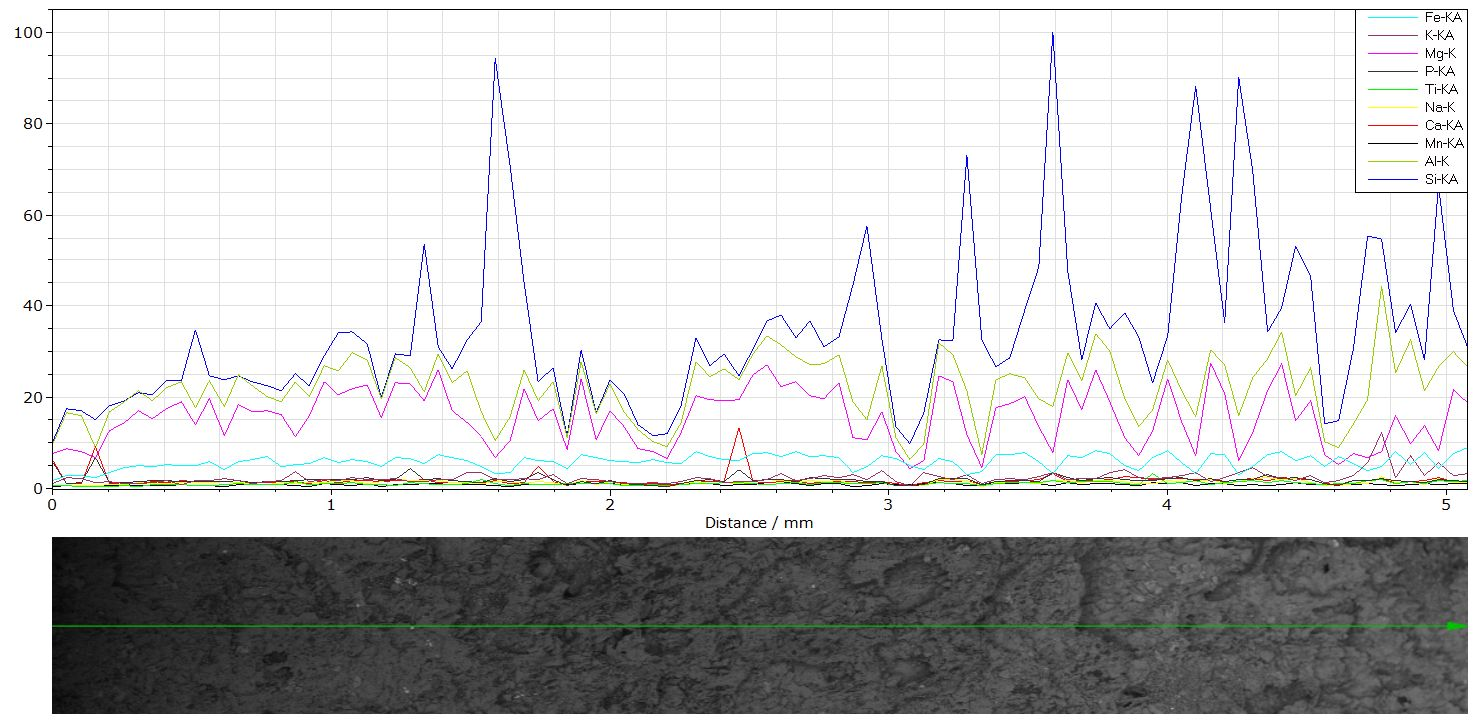 100
80
60
40
20
0
Fe-KA
K-KA
Mg-K
P-KA
Ti-KA
Na-K
Ca-KA
Mn-KA
Al-K
Si-KA
0 1 2 3 4 5
Distance / mm